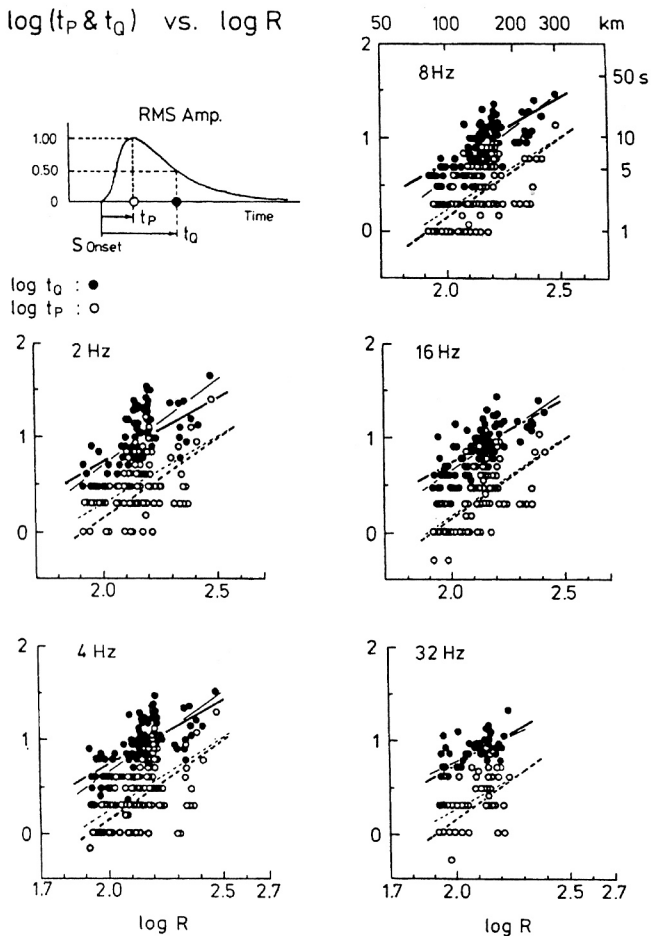 log (tP & tQ) vs. log R
50 100 200 300 km
2
8Hz
50 s
RMS Amp.
1.00
10
1
0.50
5
0
tP
Time
0
1
S Onset
tQ
2.0 2.5
log tQ : ●
log tP : ○
2
2 Hz
1
0
2.0 2.5
2
16 Hz
1
0
2.0 2.5
2
4 Hz
1
0
1.7 2.0 2.5 2.7
log R
2
32 Hz
1
0
1.7 2.0 2.5 2.7
log R